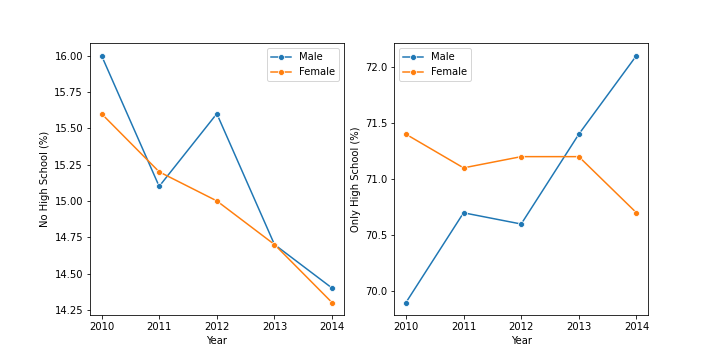 No High School (%)
16.00
15.75
15.50
15.25
15.00
14.75
14.50
14.25
Male
Female
2010 2011 2012 2013 2014
Year
Only High School (%)
72.0
71.5
71.0
70.5
70.0
Male
Female
2010 2011 2012 2013 2014
Year